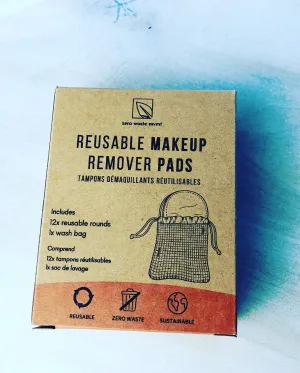 zero waste saver
REUSABLE MAKEUP
REMOVER PADS
TAMPONS DÉMAQUILLANTS RÉUTILISABLES
Includes
12x reusable rounds
1x wash bag
Comprend
12x tampons réutilisables
1x sac de lavage
REUSABLE
ZERO WASTE
SUSTAINABLE